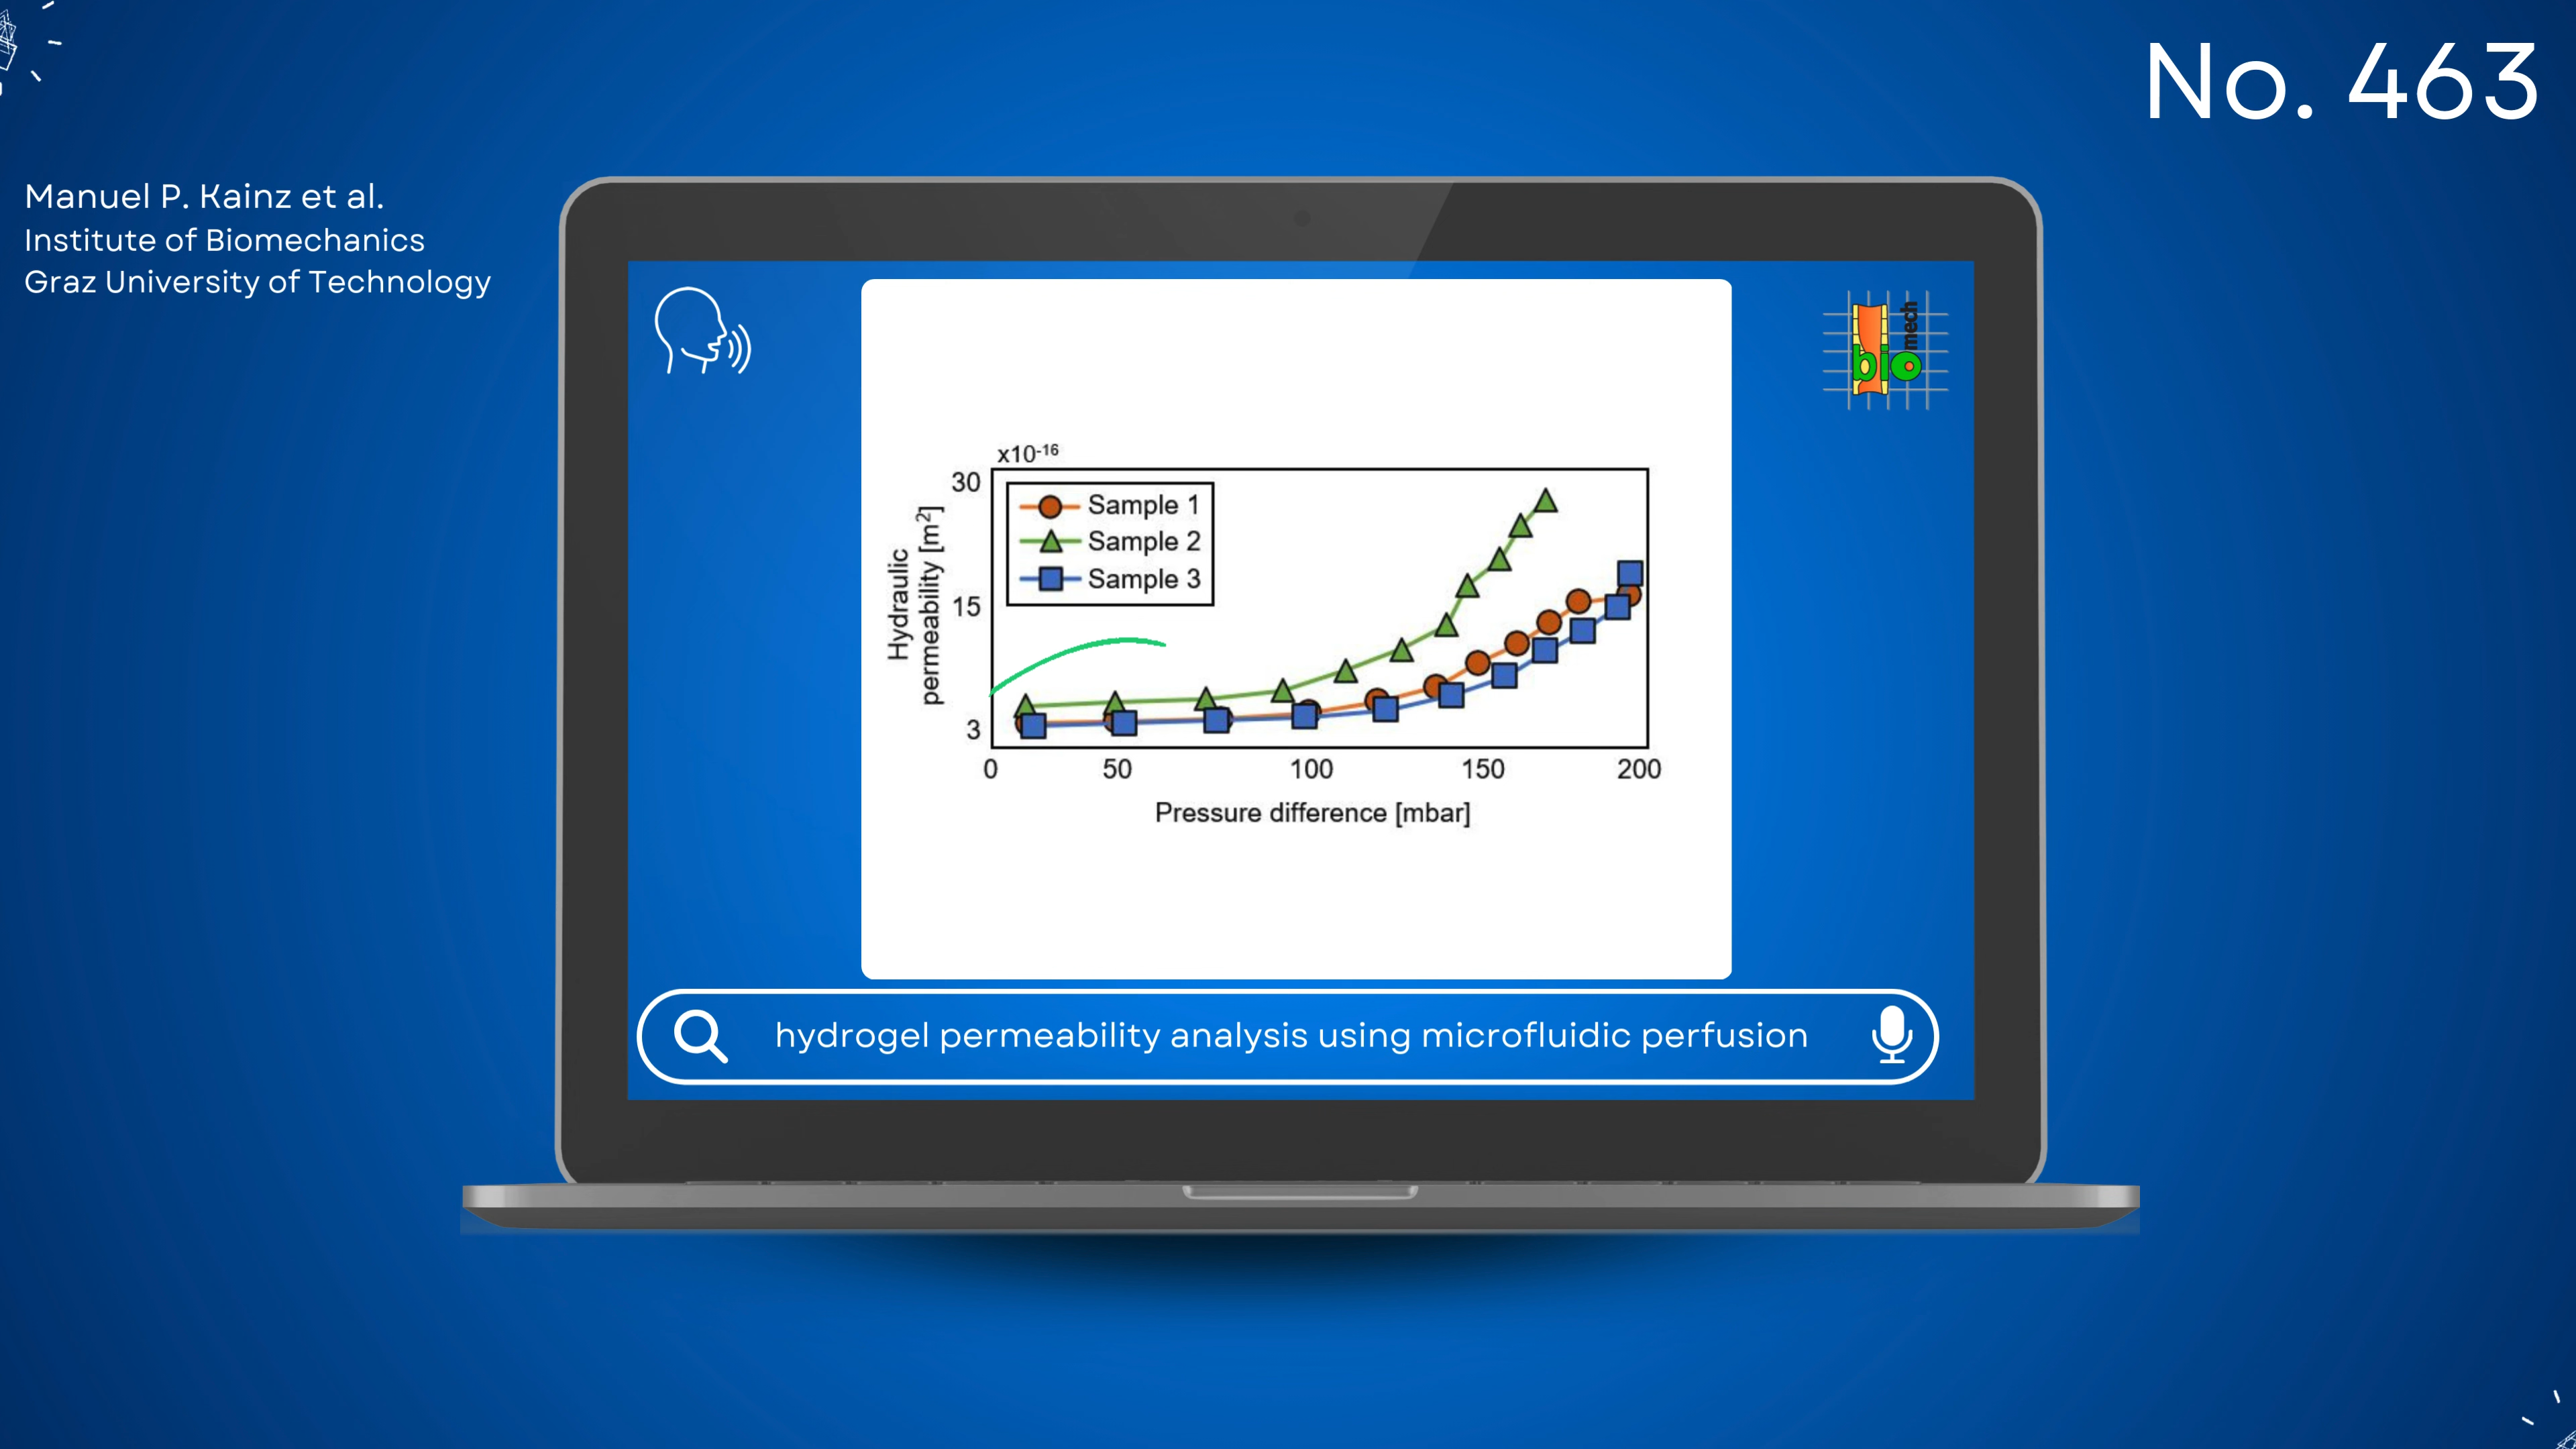 No. 463
Manuel P. Kainz et al.
Institute of Biomechanics
Graz University of Technology
bio mech
x10⁻¹⁶
30
15
3
Hydraulic
permeability [m²]
Sample 1
Sample 2
Sample 3
0 50 100 150 200
Pressure difference [mbar]
hydrogel permeability analysis using microfluidic perfusion